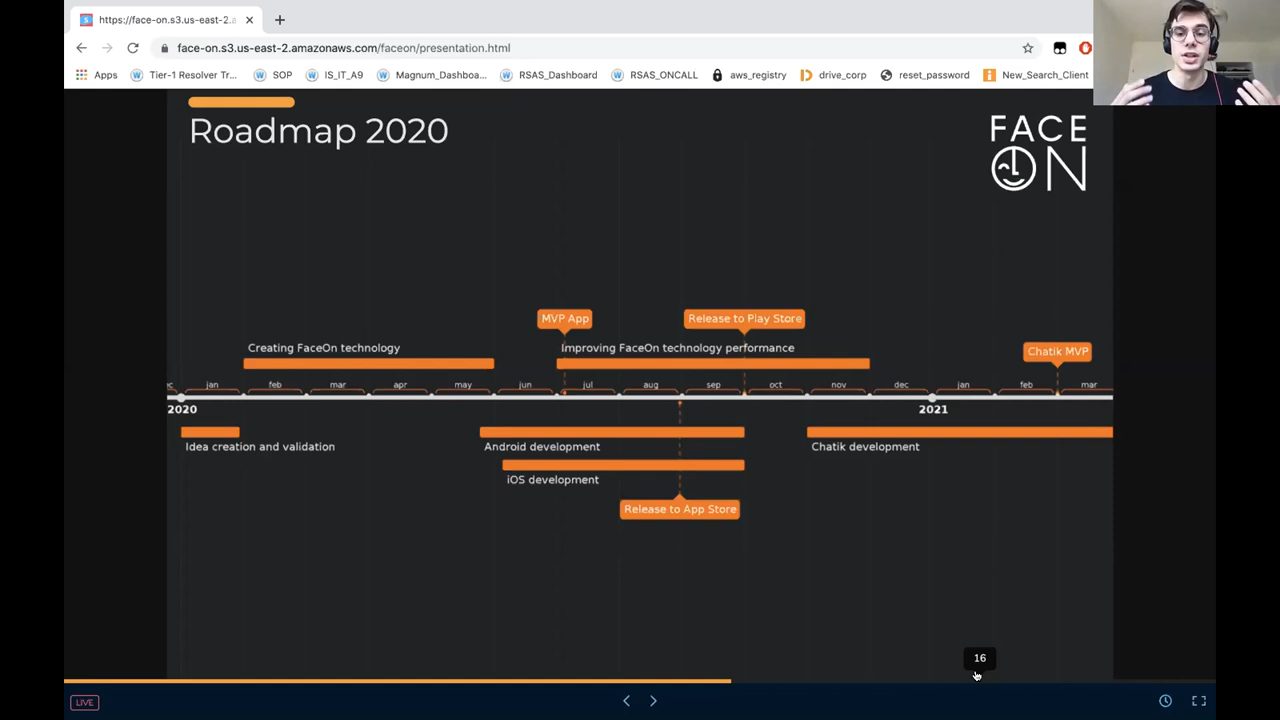 https://face-on.s3.us-east-2.a
face-on.s3.us-east-2.amazonaws.com/faceon/presentation.html
Apps
Tier-1 Resolver Tr...
SOP
IS_IT_A9
Magnum_Dashboa...
RSAS_Dashboard
RSAS_ONCALL
aws_registry
drive_corp
reset_password
New_Search_Client
Roadmap 2020
FACE
ON
MVP App
Release to Play Store
Creating FaceOn technology
Improving FaceOn technology performance
Chatik MVP
jan feb mar apr may jun jul aug sep oct nov dec jan feb mar
2020
2021
Idea creation and validation
Android development
Chatik development
iOS development
Release to App Store
16
LIVE